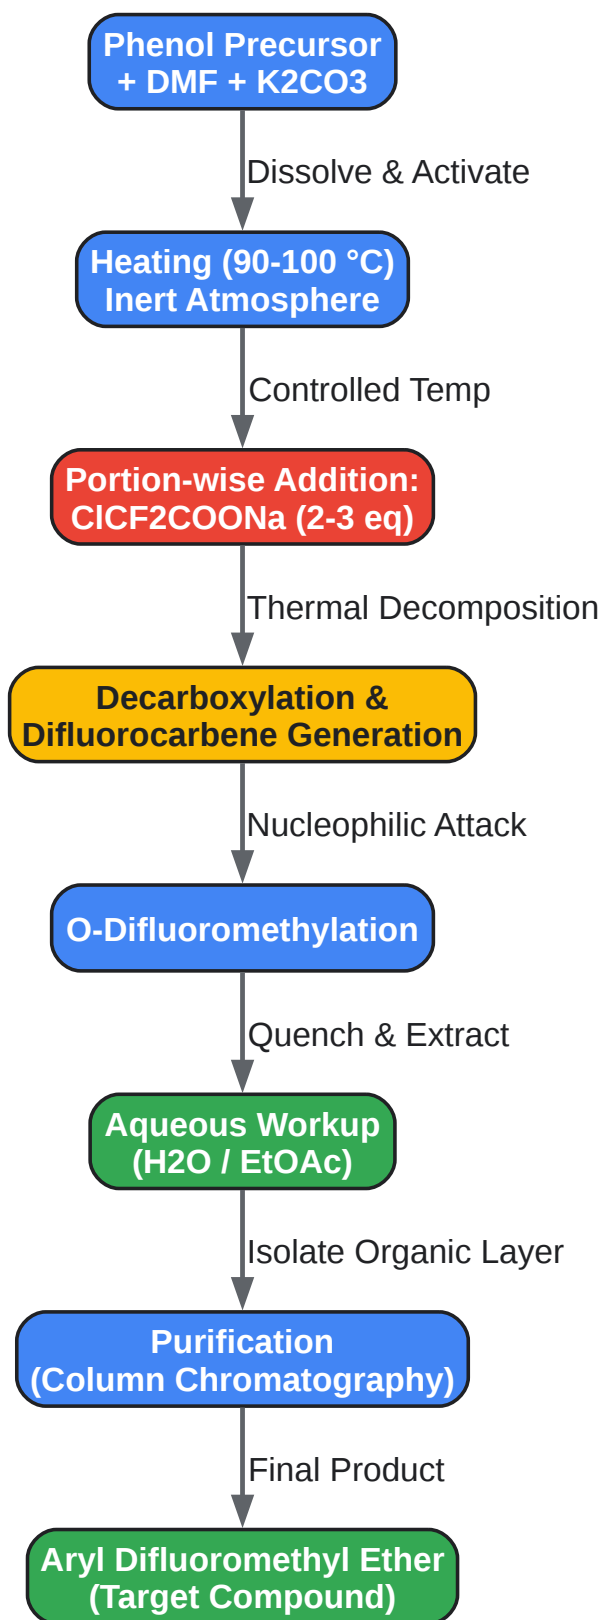 Phenol Precursor
+ DMF + K2CO3
Dissolve & Activate
Heating (90-100 °C)
Inert Atmosphere
Controlled Temp
Portion-wise Addition:
ClCF2COONa (2-3 eq)
Thermal Decomposition
Decarboxylation &
Difluorocarbene Generation
Nucleophilic Attack
O-Difluoromethylation
Quench & Extract
Aqueous Workup
(H2O / EtOAc)
Isolate Organic Layer
Purification
(Column Chromatography)
Final Product
Aryl Difluoromethyl Ether
(Target Compound)